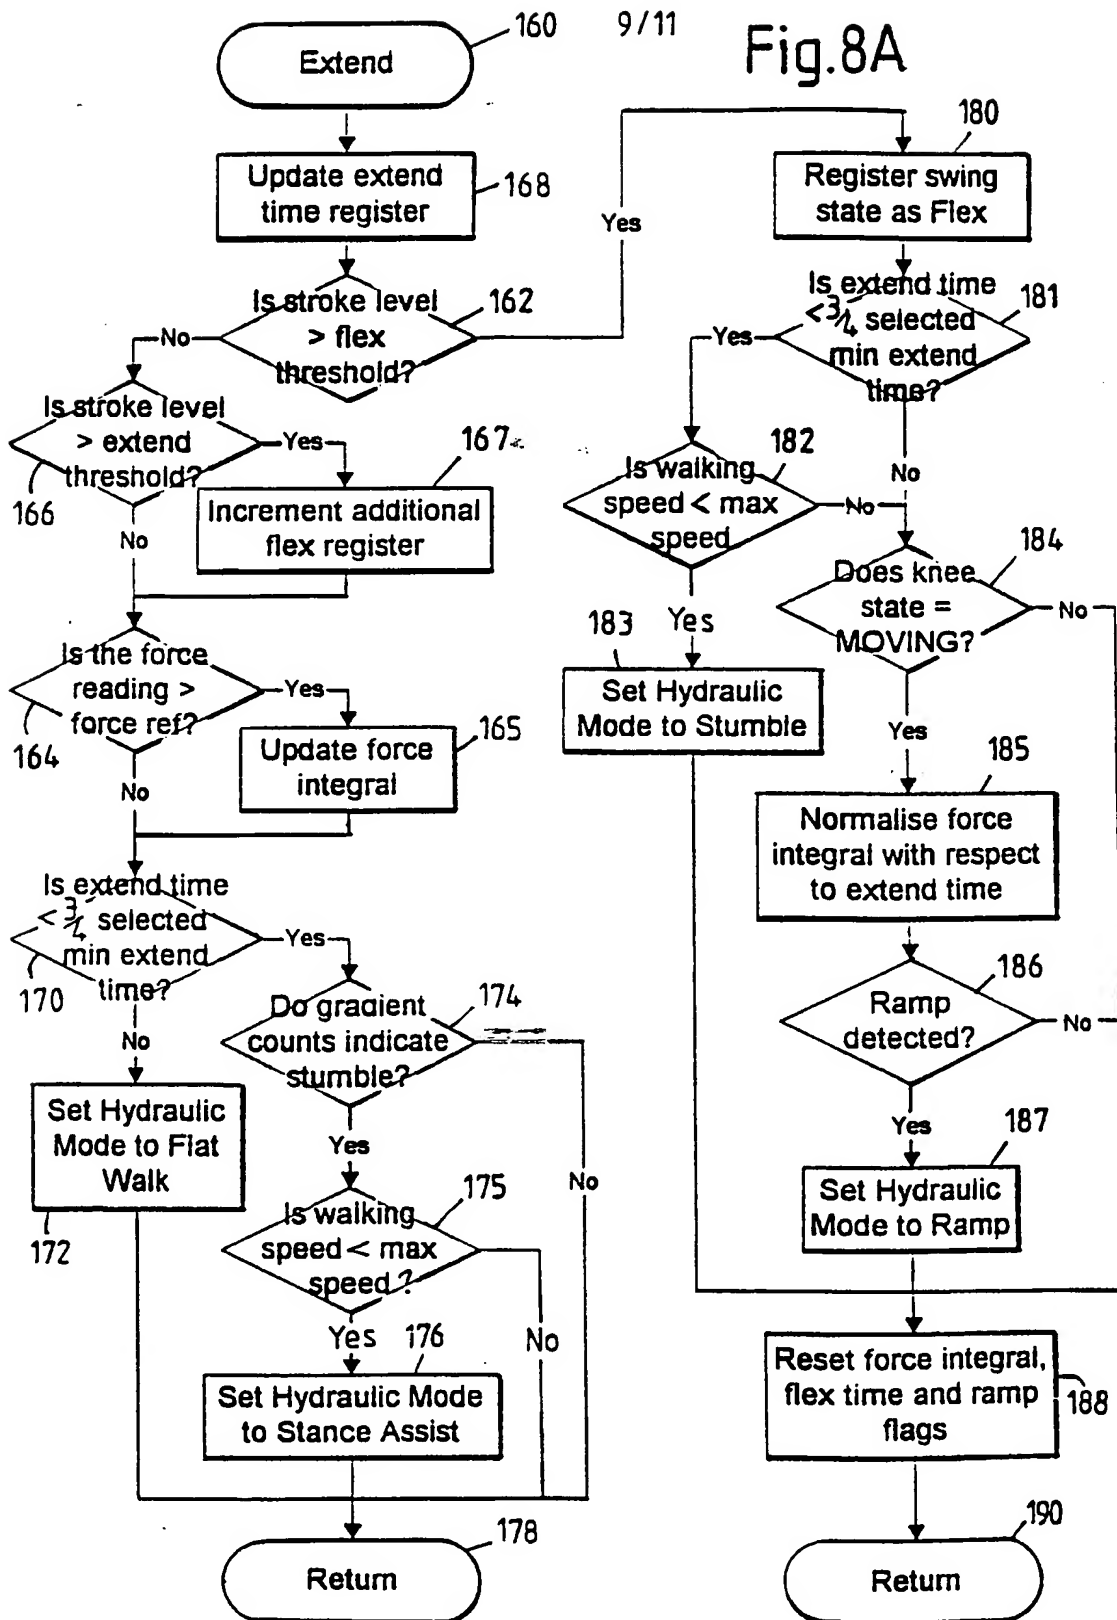 160
9/11
Fig.8A
Extend
Update extend
time register
168
Is stroke level
> flex
threshold?
162
Yes
No
Is stroke level
> extend
threshold?
166
Yes
167
Increment additional
flex register
No
Is the force
reading >
force ref?
164
Yes
165
Update force
integral
No
Is extend time
< 3/4 selected
min extend
time?
170
Yes
No
Do gradient
counts indicate
stumble?
174
Set Hydraulic
Mode to Flat
Walk
172
Yes
No
Is walking
speed < max
speed ?
175
Yes
No
176
Set Hydraulic Mode
to Stance Assist
178
Return
180
Register swing
state as Flex
Is extend time
< 3/4 selected
min extend
time?
181
Yes
No
Is walking
speed < max
speed
182
No
Yes
183
Set Hydraulic
Mode to Stumble
Does knee
state =
MOVING?
184
No
Yes
185
Normalise force
integral with respect
to extend time
186
Ramp
detected?
No
Yes
187
Set Hydraulic
Mode to Ramp
Reset force integral,
flex time and ramp
flags
188
190
Return